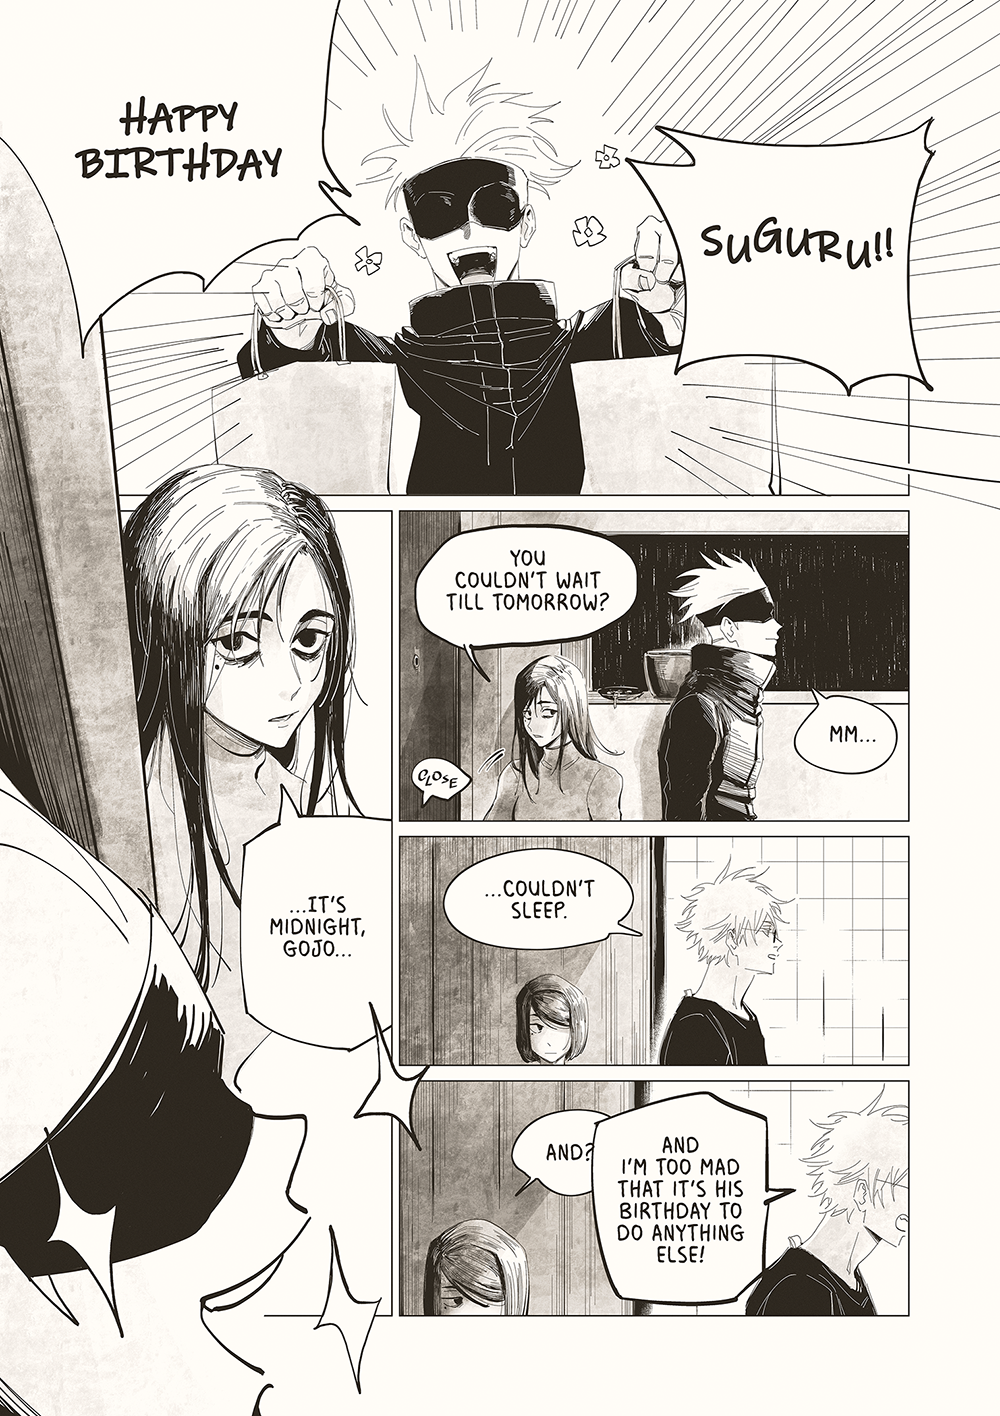 HAPPY
BIRTHDAY
SUGURU!!
...IT'S
MIDNIGHT,
GOJO...
YOU
COULDN'T WAIT
TILL TOMORROW?
CLOSE
MM...
...COULDN'T
SLEEP.
AND?
AND
I'M TOO MAD
THAT IT'S HIS
BIRTHDAY TO
DO ANYTHING
ELSE!